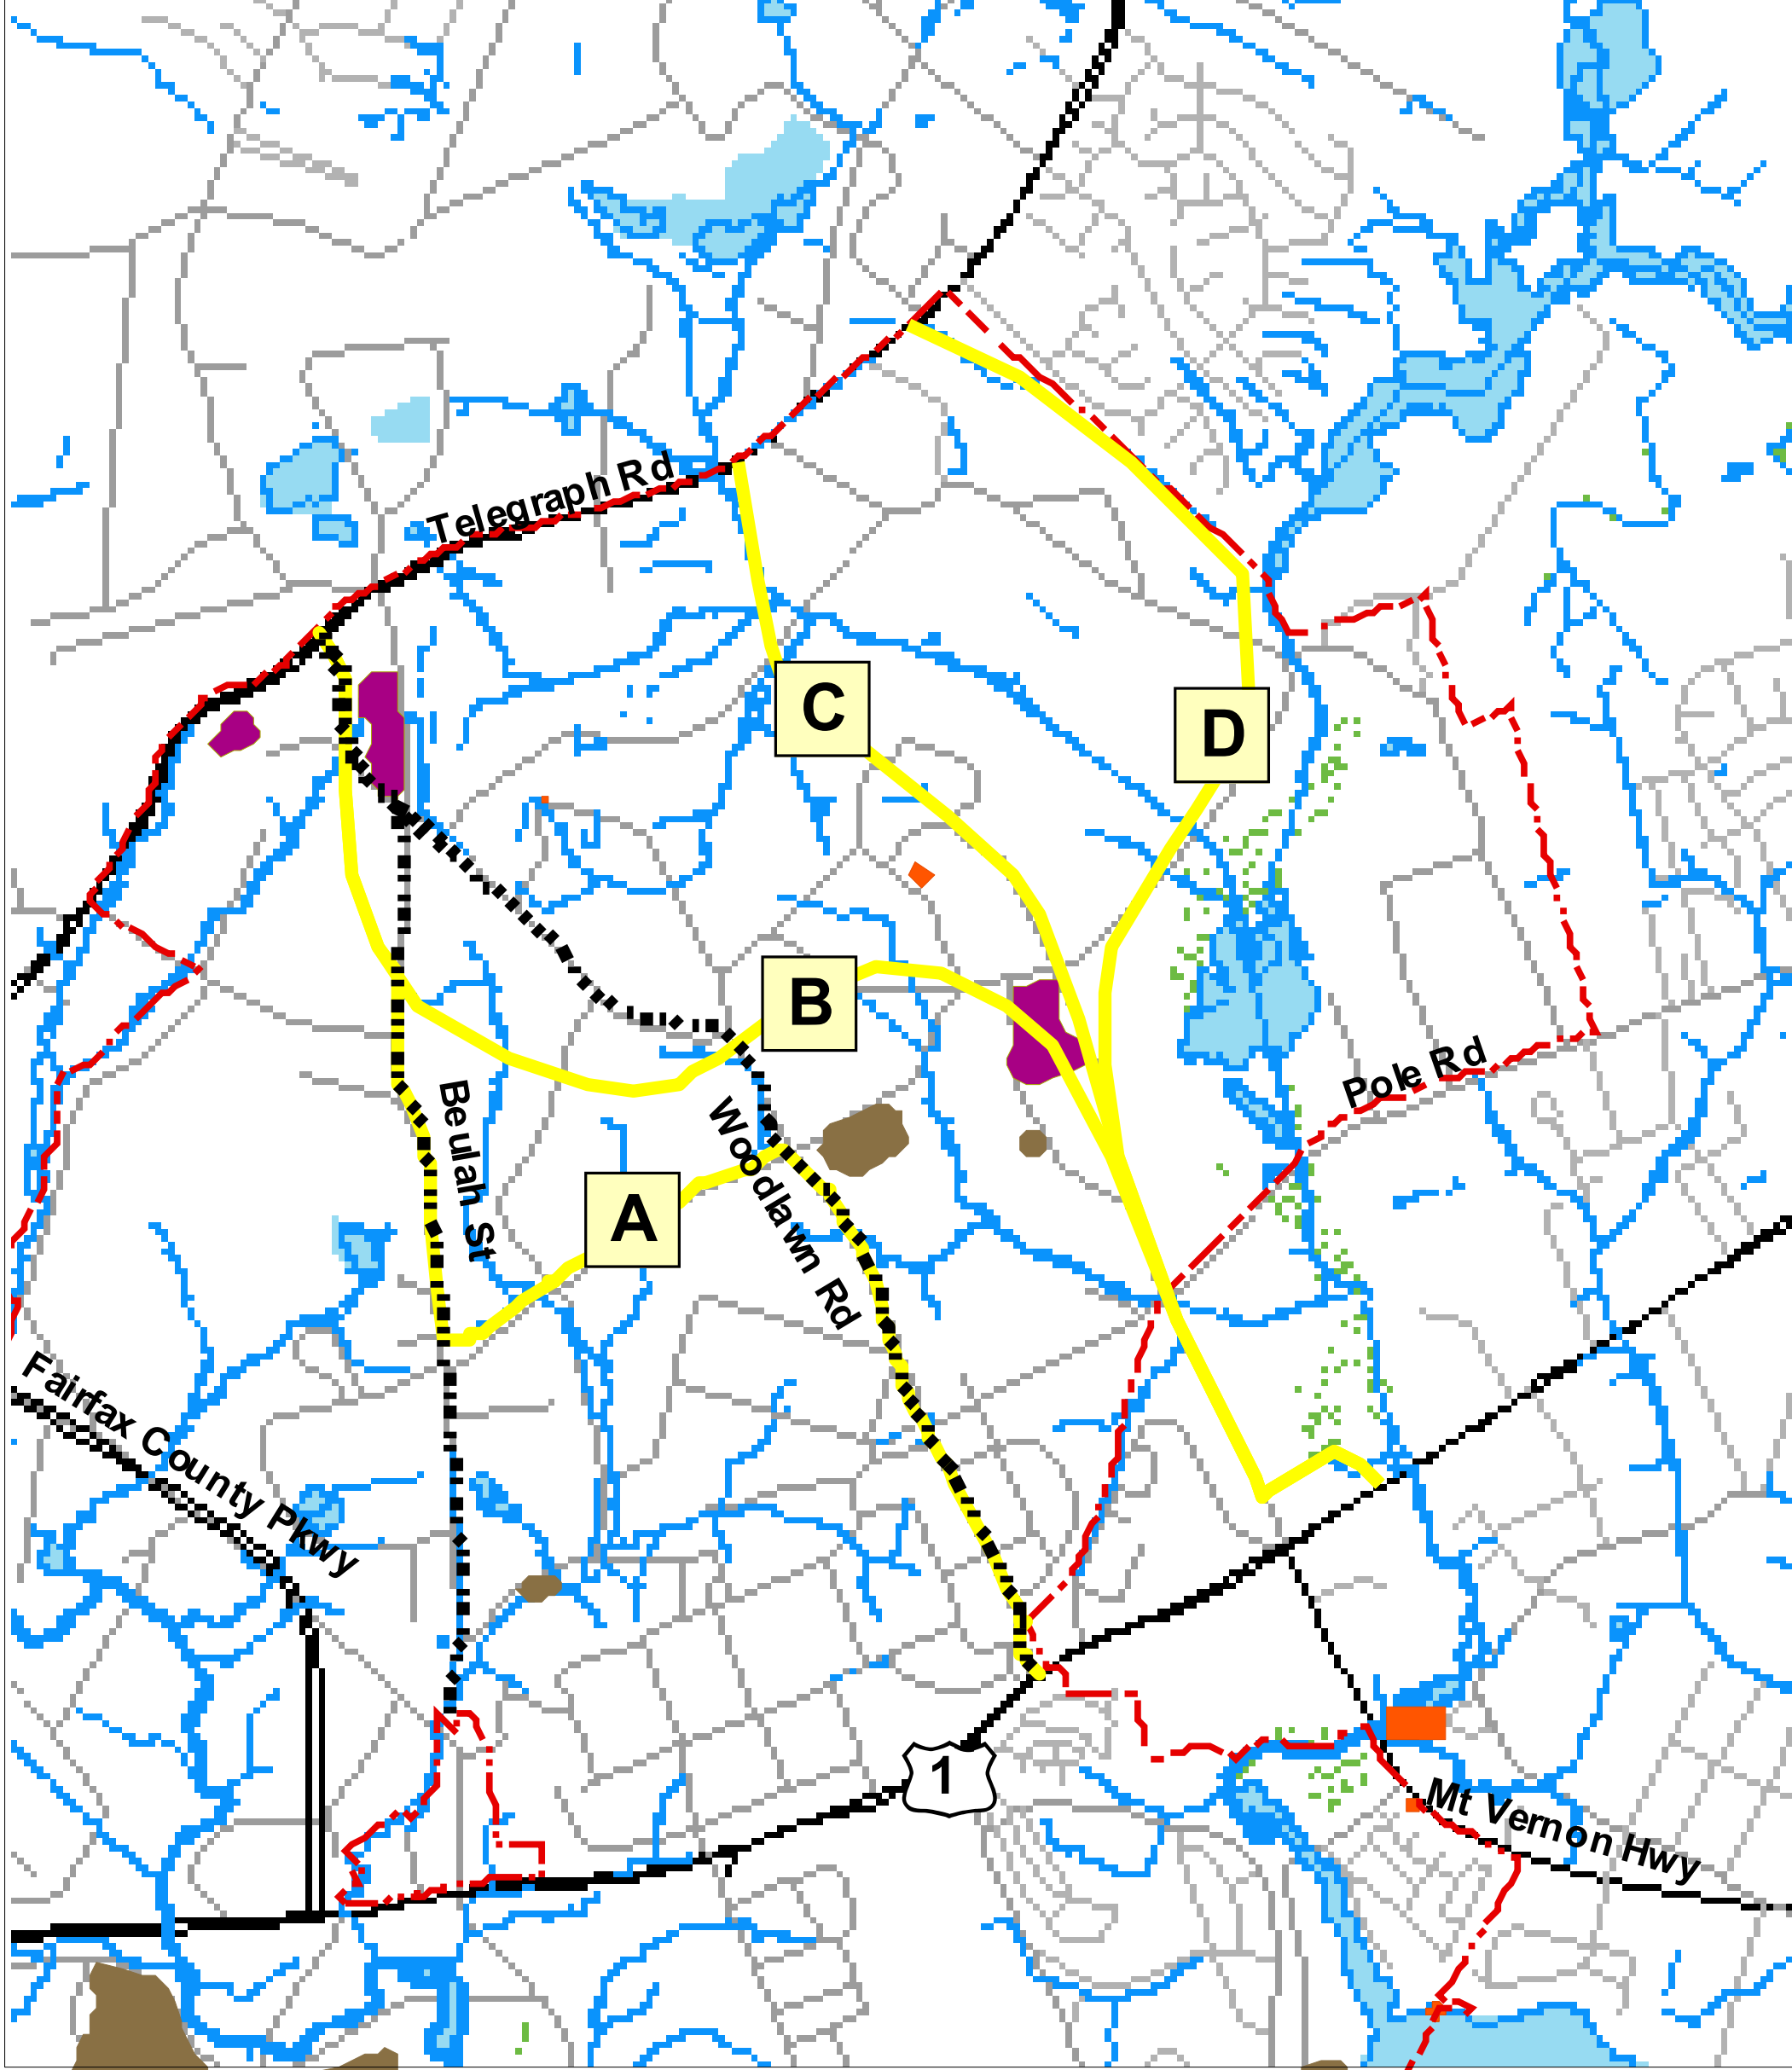 Telegraph Rd
C
D
B
Pole Rd
Beulah St
Woodlawn Rd
A
Fairfax County Pkwy
1
Mt Vernon Hwy